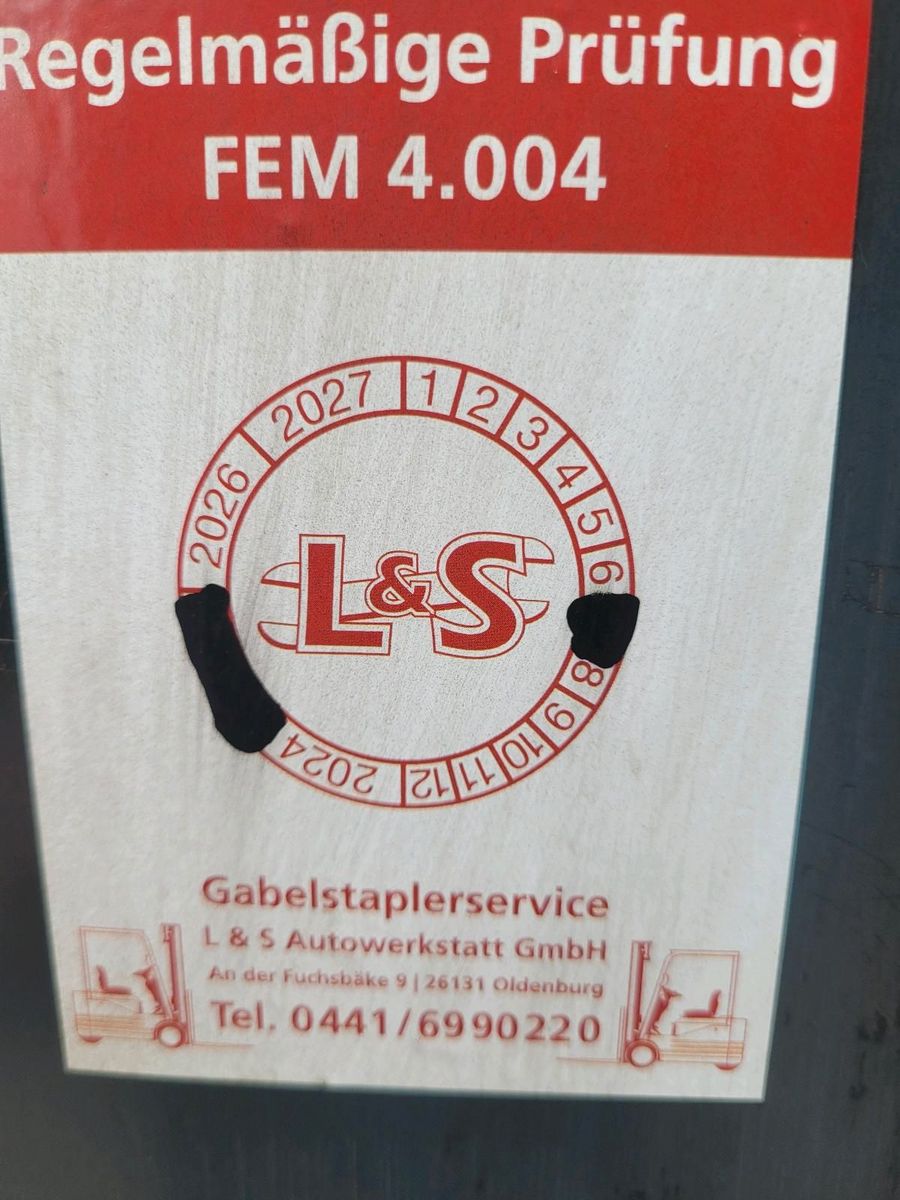 Regelmäßige Prüfung
FEM 4.004
1
2
3
4
5
6
8
9
10
11
12
2024
2026
2027
L&S
Gabelstaplerservice
L & S Autowerkstatt GmbH
An der Fuchsbäke 9 | 26131 Oldenburg
Tel. 0441/6990220